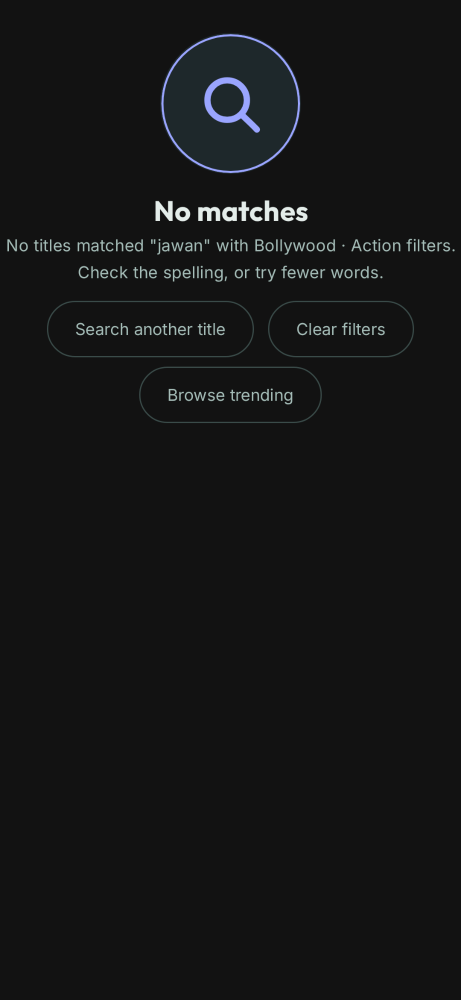 No matches
No titles matched "jawan" with Bollywood · Action filters.
Check the spelling, or try fewer words.
Search another title
Clear filters
Browse trending